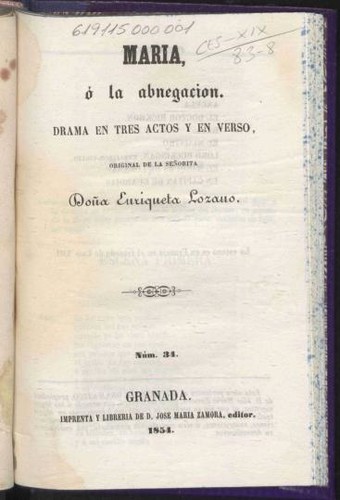 619115000001
CES-XIX
83-8
MARIA,
ó la abnegacion.
DRAMA EN TRES ACTOS Y EN VERSO,
ORIGINAL DE LA SEÑORITA
Doña Enriqueta Lozano.
Núm. 34.
GRANADA.
IMPRENTA Y LIBRERIA DE D. JOSE MARIA ZAMORA, editor.
1854.